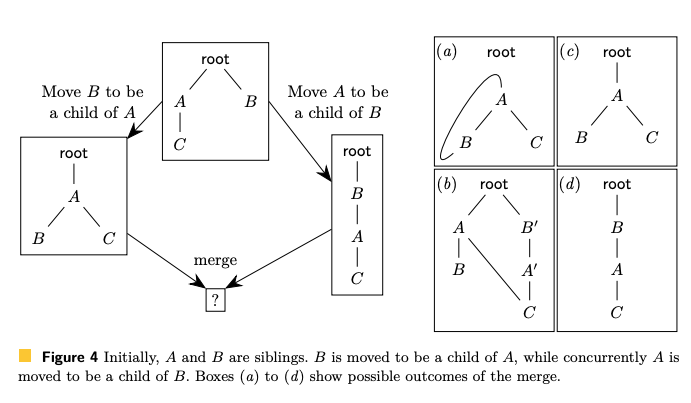 root
A
B
C
Move B to be
a child of A
Move A to be
a child of B
root
A
B
C
root
B
A
C
merge
?
(a) root
A
B
C
(c) root
A
B
C
(b) root
A
B′
B
A′
C
(d) root
B
A
C
Figure 4 Initially, A and B are siblings. B is moved to be a child of A, while concurrently A is
moved to be a child of B. Boxes (a) to (d) show possible outcomes of the merge.